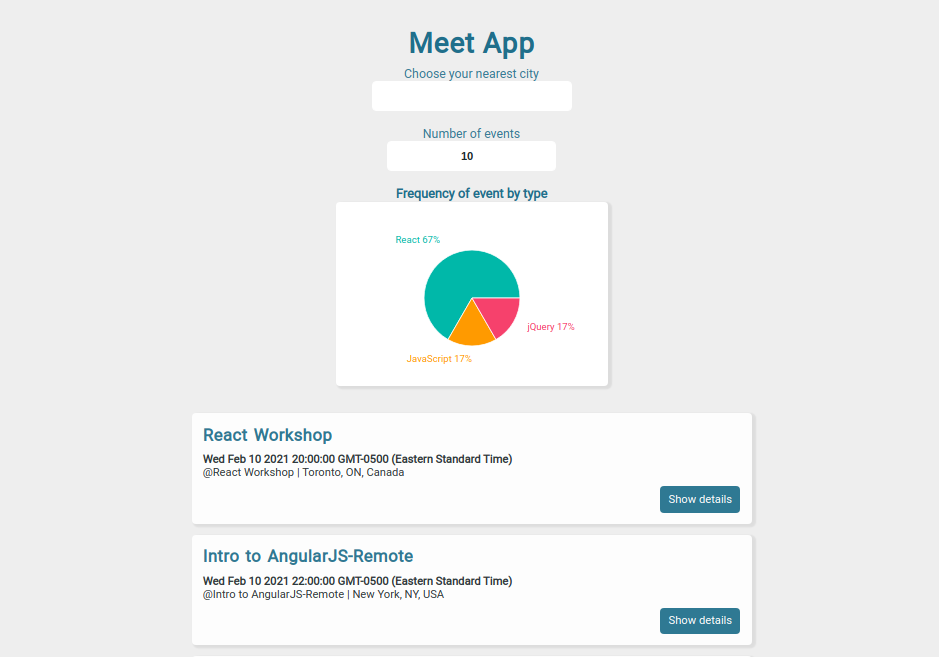 Meet App
Choose your nearest city
Number of events
10
Frequency of event by type
React 67%
jQuery 17%
JavaScript 17%
React Workshop
Wed Feb 10 2021 20:00:00 GMT-0500 (Eastern Standard Time)
@React Workshop | Toronto, ON, Canada
Show details
Intro to AngularJS-Remote
Wed Feb 10 2021 22:00:00 GMT-0500 (Eastern Standard Time)
@Intro to AngularJS-Remote | New York, NY, USA
Show details